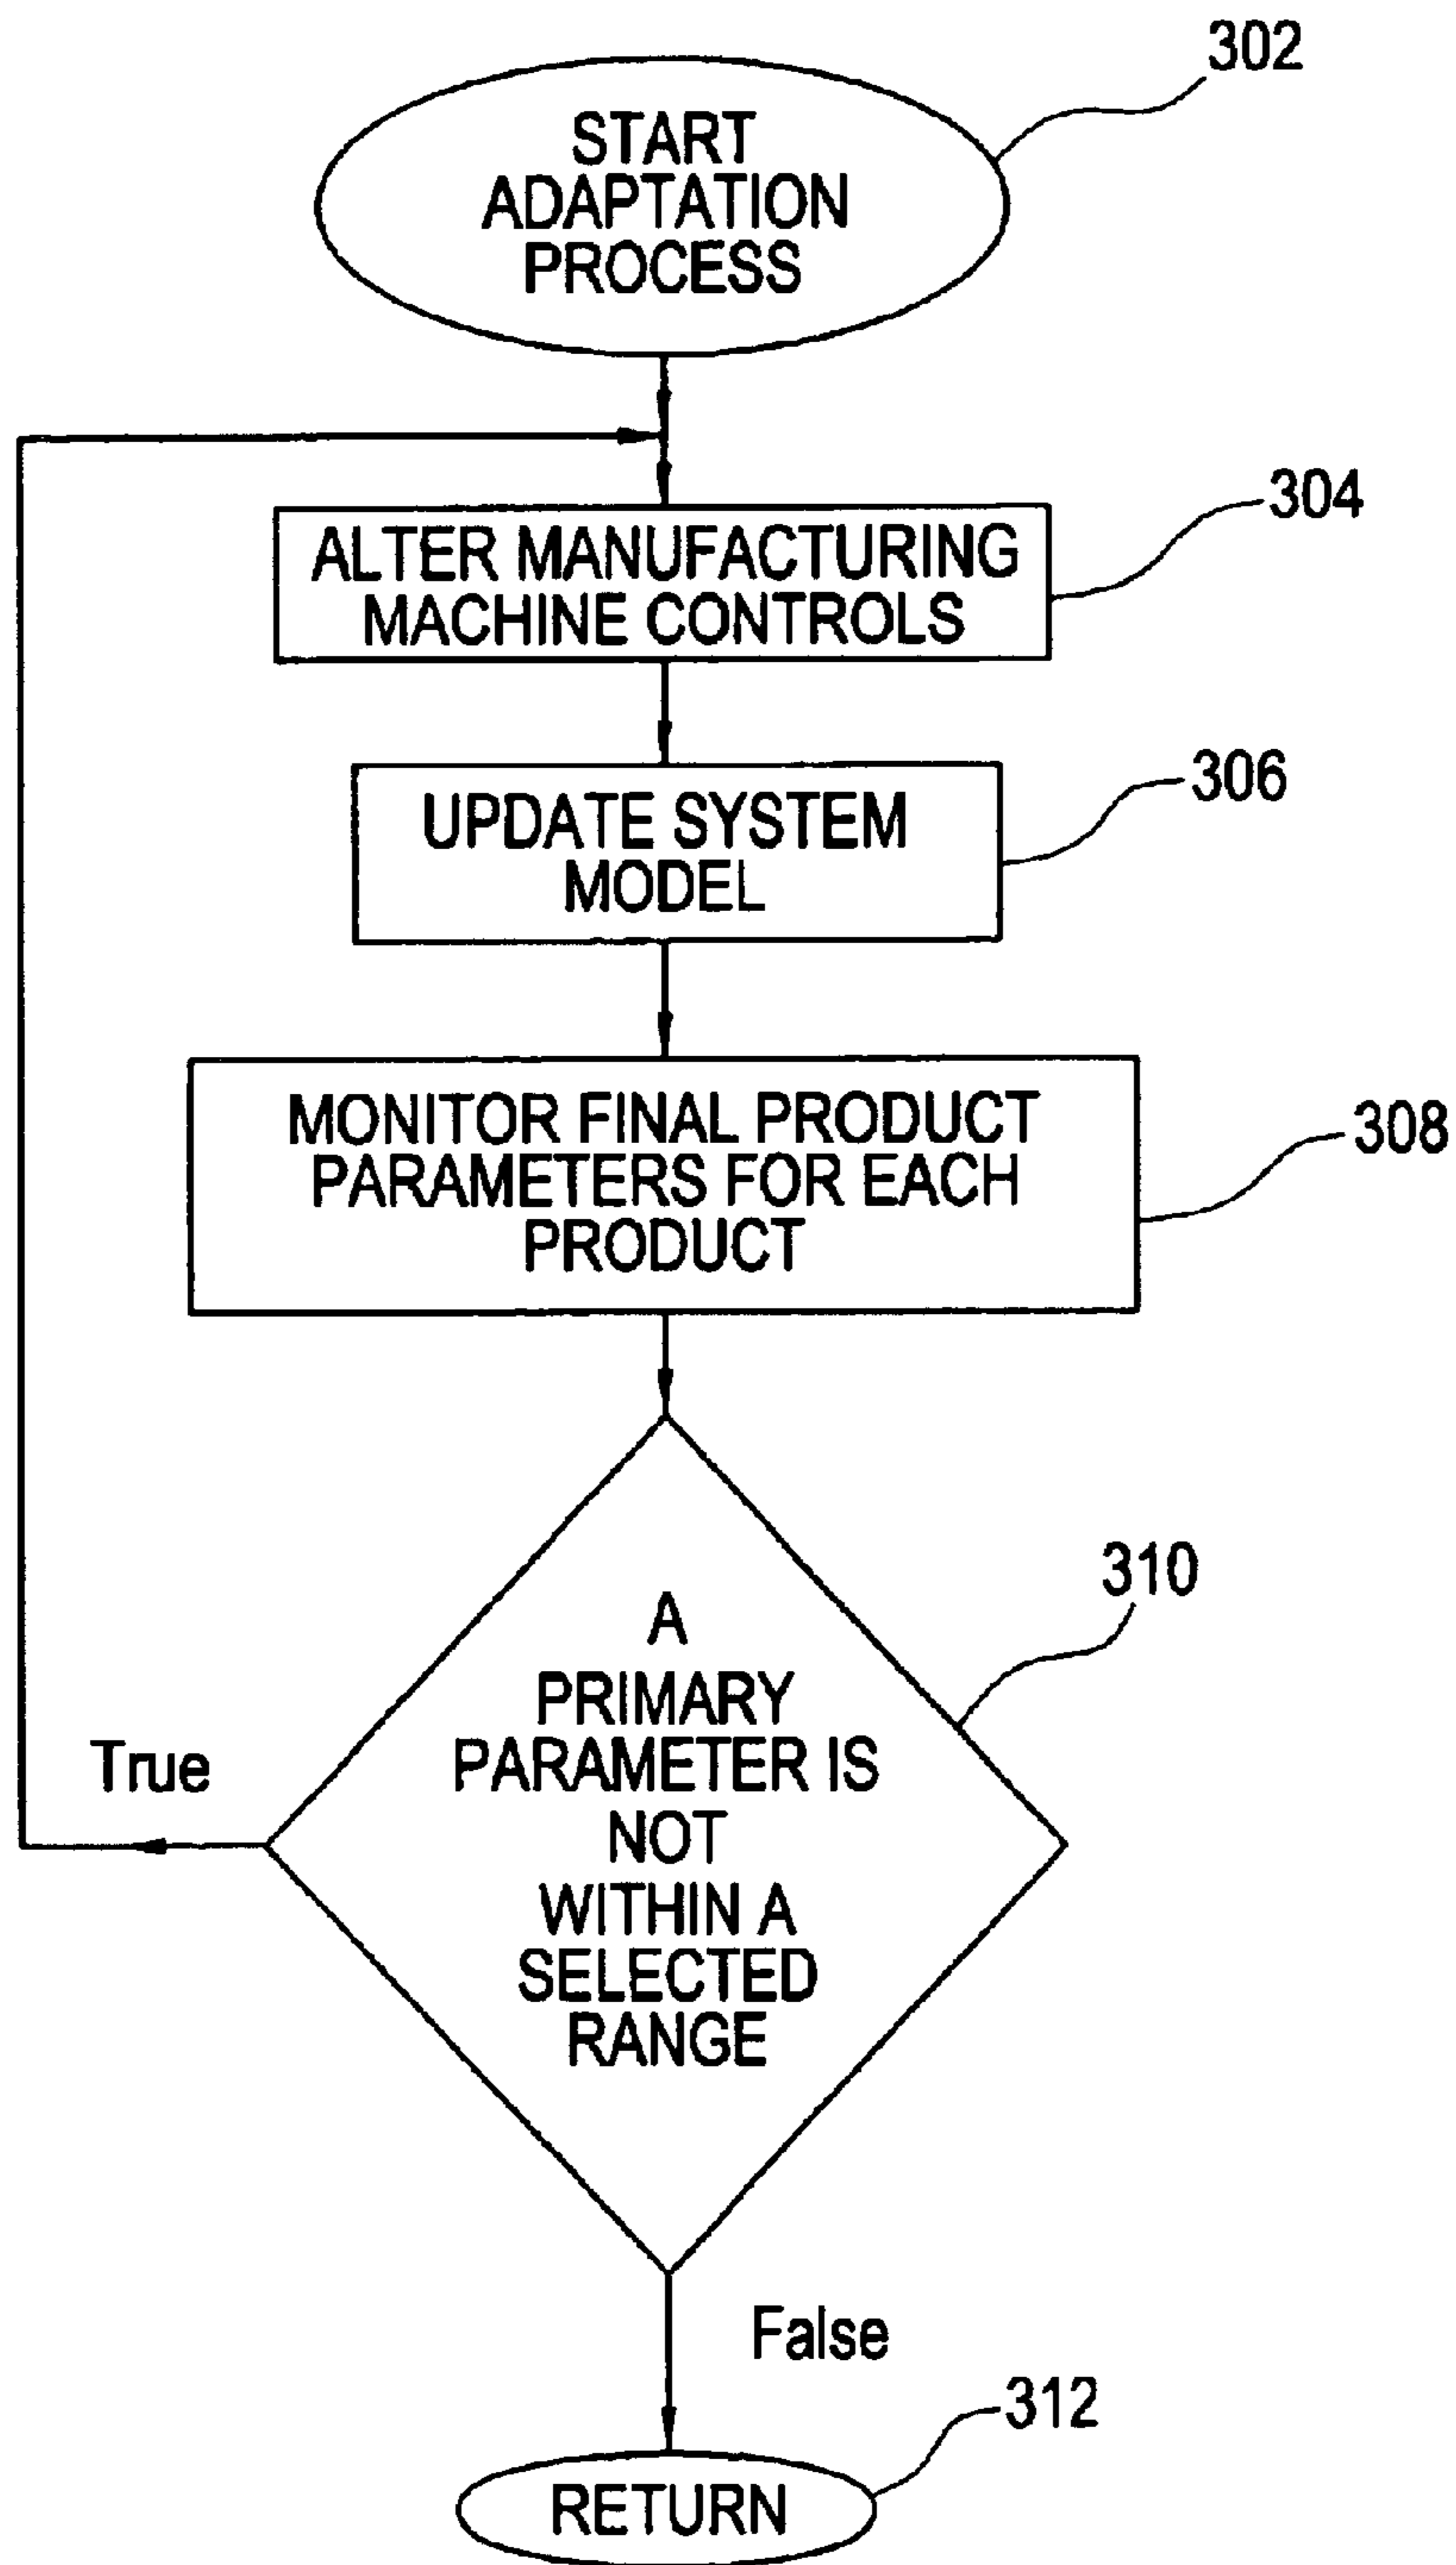 302
START
ADAPTATION
PROCESS
304
ALTER MANUFACTURING
MACHINE CONTROLS
306
UPDATE SYSTEM
MODEL
MONITOR FINAL PRODUCT
PARAMETERS FOR EACH
PRODUCT
308
310
A
PRIMARY
PARAMETER IS
NOT
WITHIN A
SELECTED
RANGE
True
False
312
RETURN